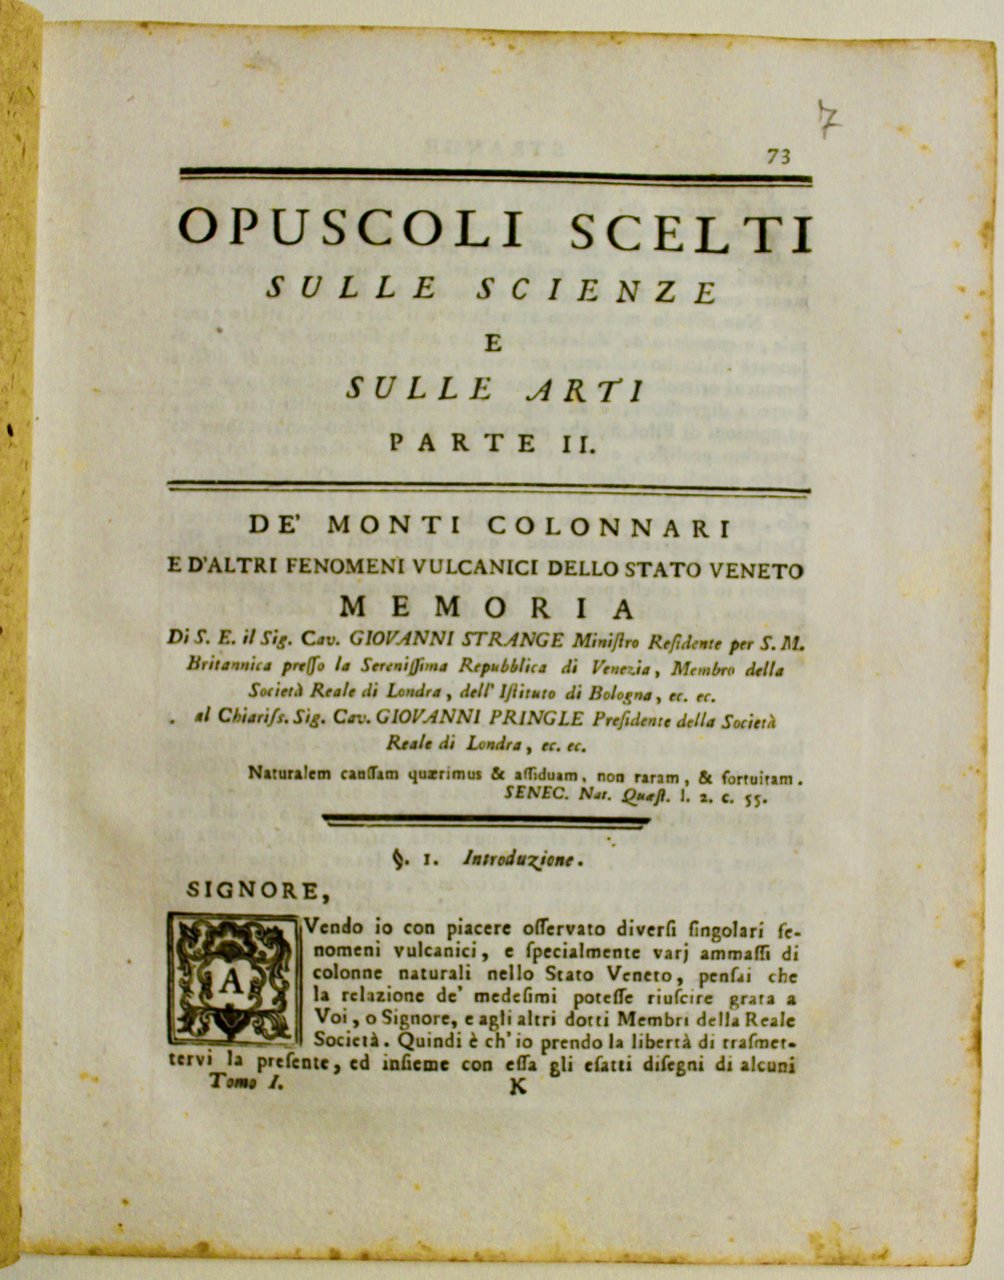 7
73
OPUSCOLI SCELTI
SULLE SCIENZE
E
SULLE ARTI
PARTE II.
DE' MONTI COLONNARI
E D'ALTRI FENOMENI VULCANICI DELLO STATO VENETO
MEMORIA
Di S. E. il Sig. Cav. GIOVANNI STRANGE Miniſtro Reſidente per S. M.
Britannica preſſo la Sereniſſima Repubblica di Venezia, Membro della
Società Reale di Londra, dell' Iſtituto di Bologna, ec. ec.
al Chiariſs. Sig. Cav. GIOVANNI PRINGLE Preſidente della Società
Reale di Londra, ec. ec.
Naturalem cauſſam quærimus & aſſiduam, non raram, & fortuitam.
SENEC. Nat. Quæſt. l. 2. c. 55.
§. 1. Introduzione.
SIGNORE,
AVendo io con piacere oſſervato diverſi ſingolari fe-
nomeni vulcanici, e ſpecialmente varj ammaſſi di
colonne naturali nello Stato Veneto, penſai che
la relazione de' medeſimi poteſſe riuſcire grata a
Voi, o Signore, e agli altri dotti Membri della Reale
Società. Quindi è ch' io prendo la libertà di traſmet-
tervi la preſente, ed inſieme con eſſa gli eſatti diſegni di alcuni
Tomo I.
K